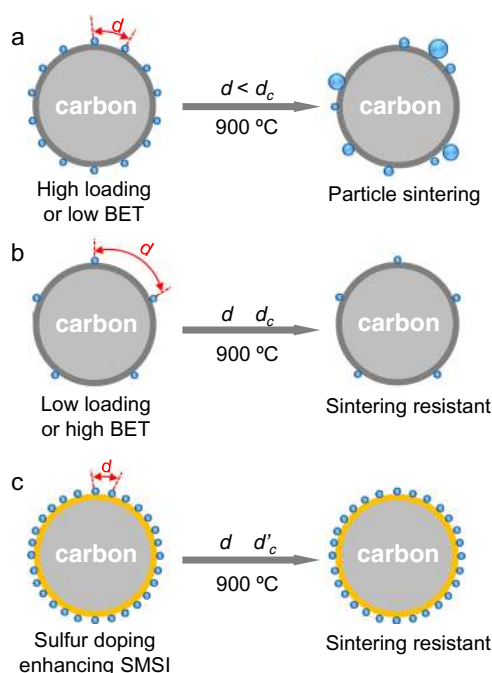 a
d
carbon
High loading
or low BET
d < dc
900 ºC
carbon
Particle sintering
b
d
carbon
Low loading
or high BET
d dc
900 ºC
carbon
Sintering resistant
c
d
carbon
Sulfur doping
enhancing SMSI
d d'c
900 ºC
carbon
Sintering resistant